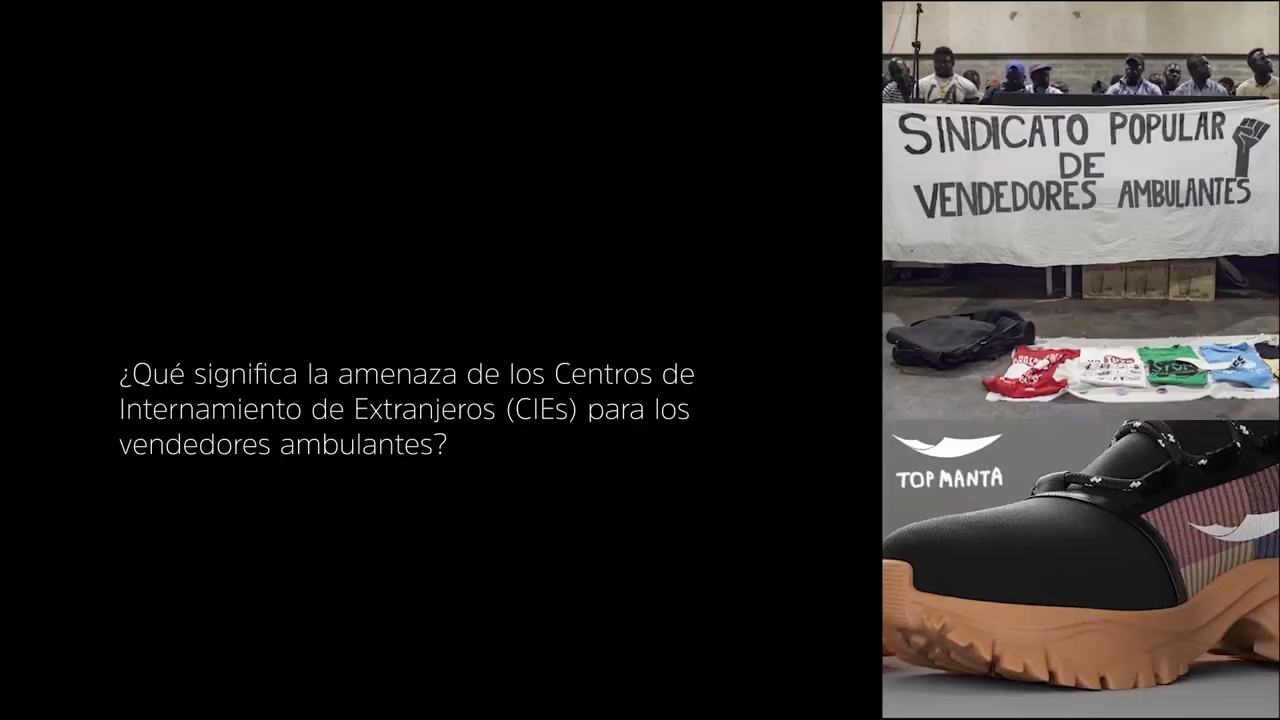 ¿Qué significa la amenaza de los Centros de
Internamiento de Extranjeros (CIEs) para los
vendedores ambulantes?
SINDICATO POPULAR
DE
VENDEDORES AMBULANTES
TOP MANTA